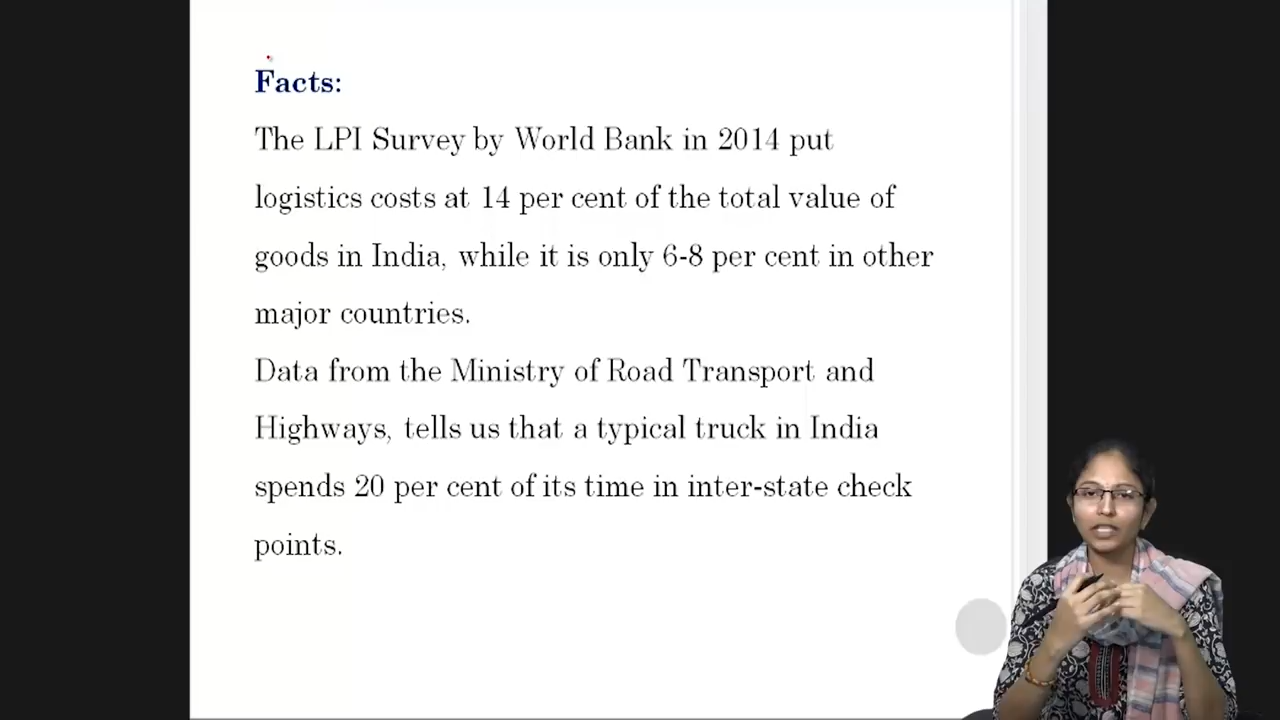 Facts:
The LPI Survey by World Bank in 2014 put
logistics costs at 14 per cent of the total value of
goods in India, while it is only 6-8 per cent in other
major countries.
Data from the Ministry of Road Transport and
Highways, tells us that a typical truck in India
spends 20 per cent of its time in inter-state check
points.